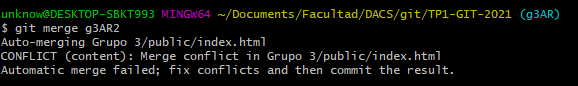 unknow@DESKTOP-SBKT993 MINGW64 ~/Documents/Facultad/DACS/git/TP1-GIT-2021 (g3AR)
$ git merge g3AR2
Auto-merging Grupo 3/public/index.html
CONFLICT (content): Merge conflict in Grupo 3/public/index.html
Automatic merge failed; fix conflicts and then commit the result.